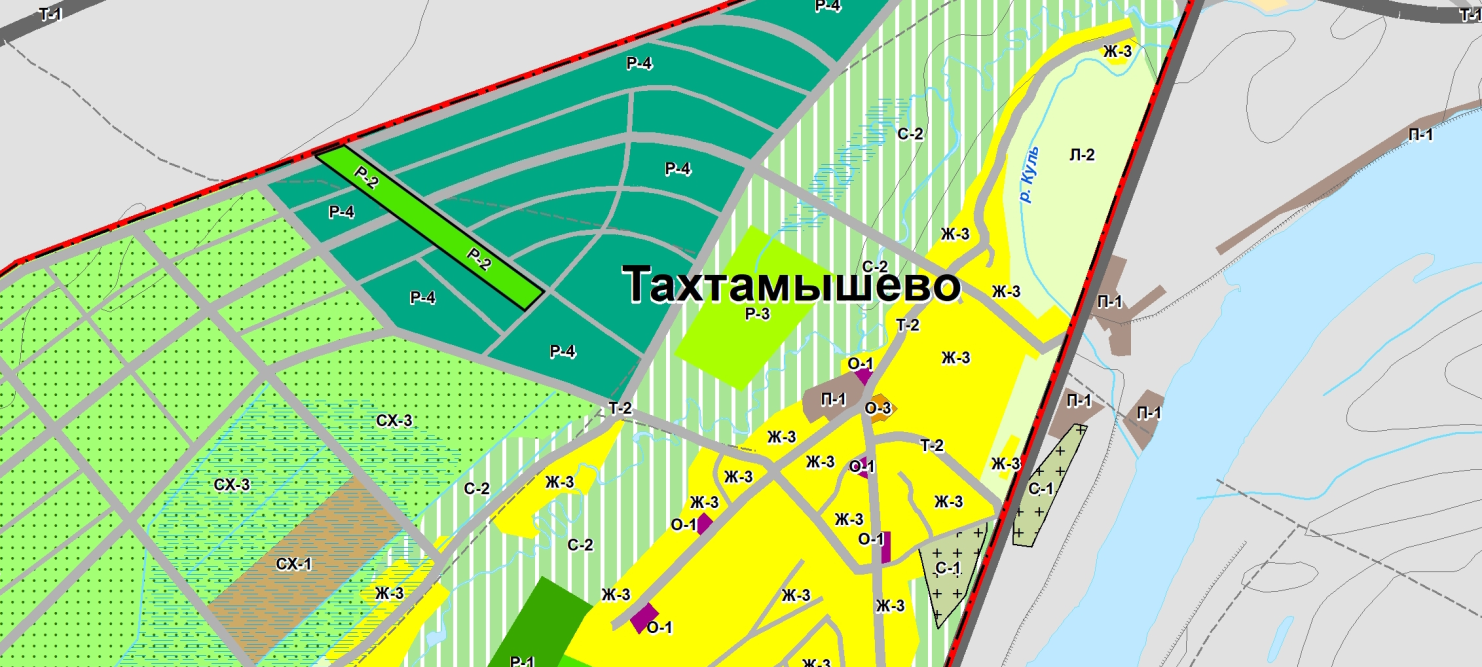 Т-1
Р-4
Т-1
Р-4
Ж-3
С-2
П-1
Л-2
Р-4
Р-2
р. Куль
Р-4
Ж-3
Р-2
С-2
Тахтамышево
Р-4
Ж-3
П-1
Р-3
Т-2
Р-4
Ж-3
О-1
П-1
О-3
П-1
П-1
Т-2
СХ-3
Ж-3
Т-2
Ж-3
О-1
Ж-3
Ж-3
СХ-3
С-2
Ж-3
С-1
Ж-3
Ж-3
О-1
Ж-3
О-1
С-2
СХ-1
С-1
Ж-3
Ж-3
Ж-3
Ж-3
О-1
Р-1
Ж-3